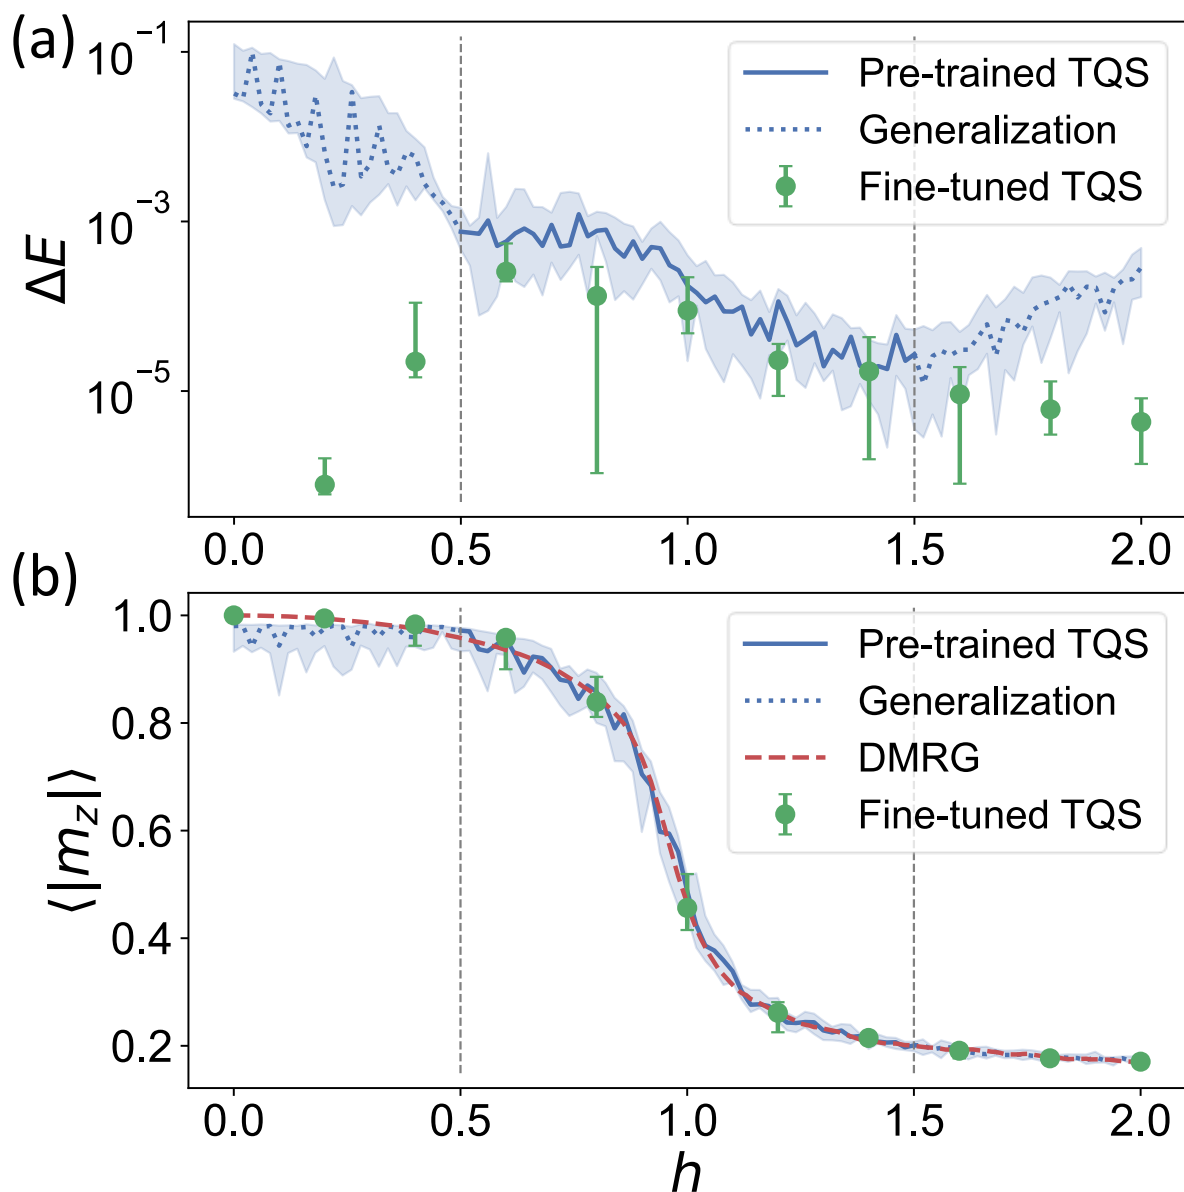 (a)
10⁻¹
10⁻³
10⁻⁵
ΔE
Pre-trained TQS
Generalization
Fine-tuned TQS
0.0 0.5 1.0 1.5 2.0
(b)
1.0
0.8
0.6
0.4
0.2
⟨|m_z|⟩
Pre-trained TQS
Generalization
DMRG
Fine-tuned TQS
0.0 0.5 1.0 1.5 2.0
h